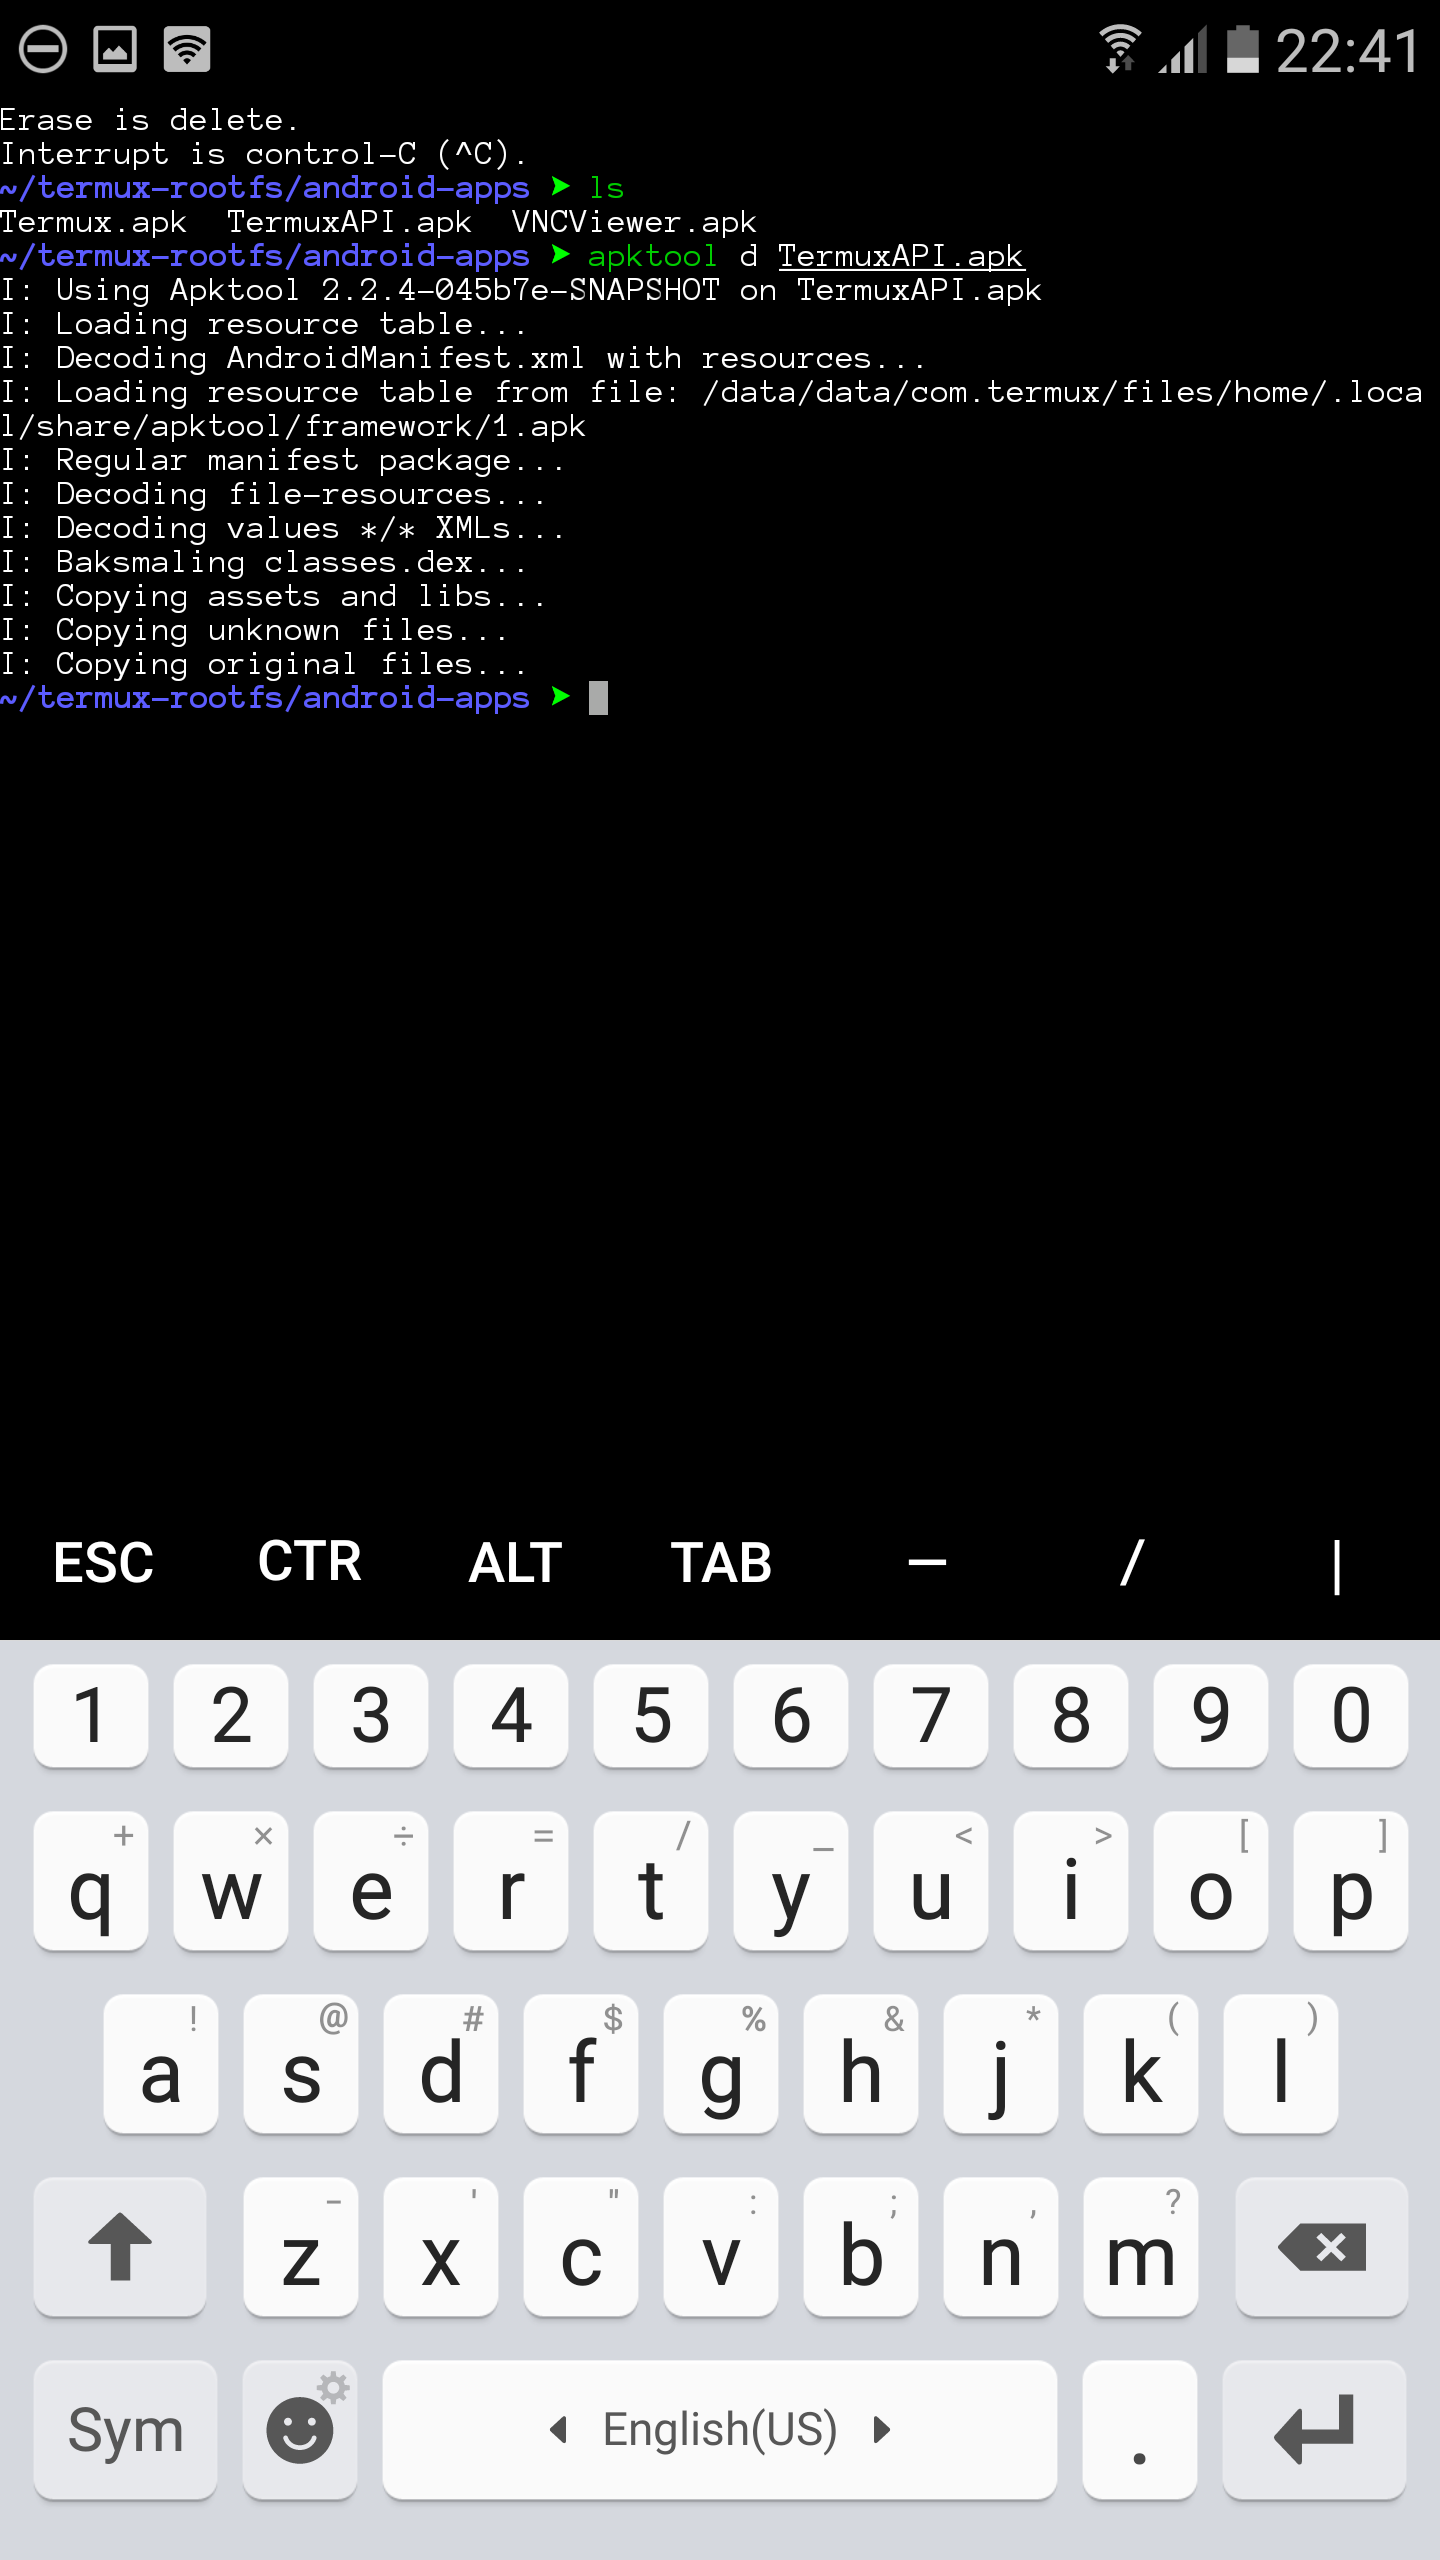 22:41
Erase is delete.
Interrupt is control-C (^C).
~/termux-rootfs/android-apps ➤ ls
Termux.apk  TermuxAPI.apk  VNCViewer.apk
~/termux-rootfs/android-apps ➤ apktool d TermuxAPI.apk
I: Using Apktool 2.2.4-045b7e-SNAPSHOT on TermuxAPI.apk
I: Loading resource table...
I: Decoding AndroidManifest.xml with resources...
I: Loading resource table from file: /data/data/com.termux/files/home/.loca
l/share/apktool/framework/1.apk
I: Regular manifest package...
I: Decoding file-resources...
I: Decoding values */* XMLs...
I: Baksmaling classes.dex...
I: Copying assets and libs...
I: Copying unknown files...
I: Copying original files...
~/termux-rootfs/android-apps ➤
ESC CTR ALT TAB — / |
1 2 3 4 5 6 7 8 9 0
+ × ÷ = / _ < > [ ]
q w e r t y u i o p
! @ # $ % & * ( )
a s d f g h j k l
- ' " : ; , ?
z x c v b n m
Sym English(US) .